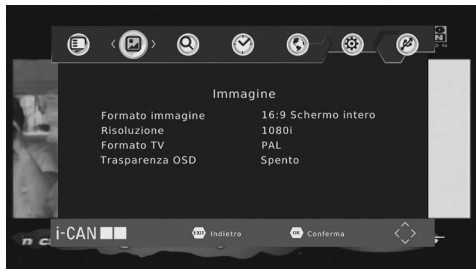 Immagine
Formato immagine 16:9 Schermo intero
Risoluzione 1080i
Formato TV PAL
Trasparenza OSD Spento
i-CAN EXIT Indietro OK Conferma